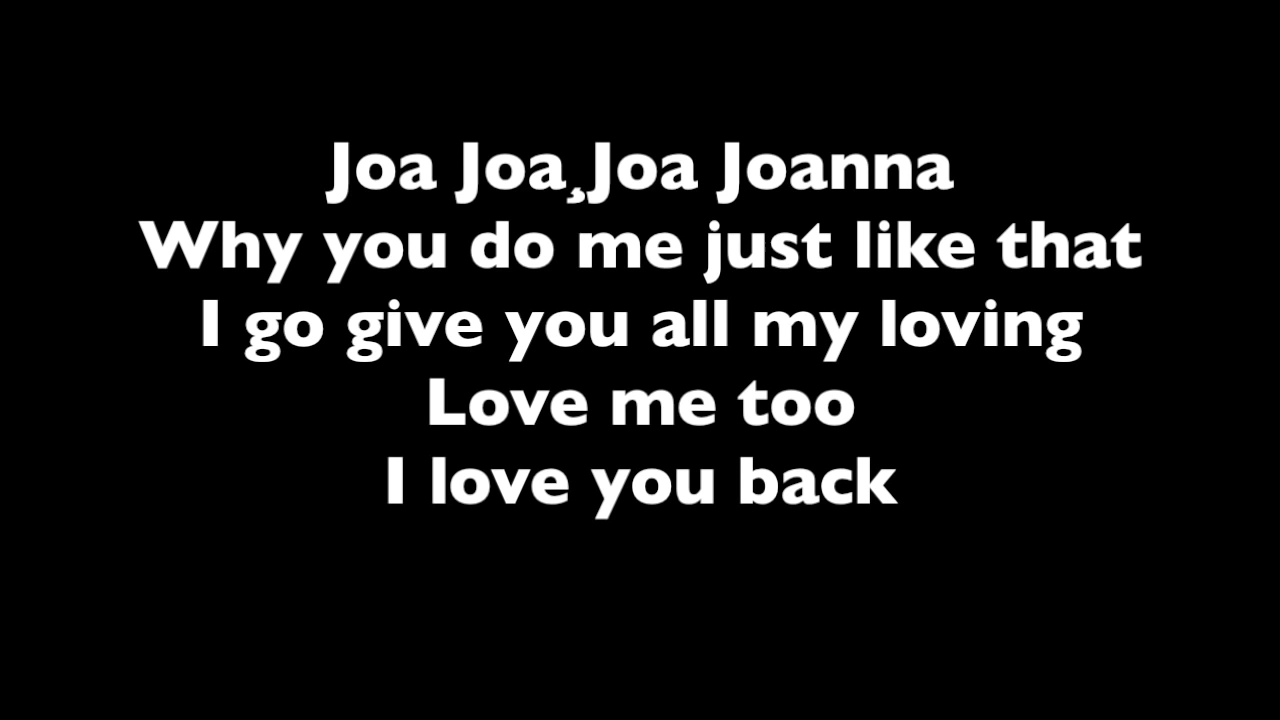 Joa Joa¸Joa Joanna
Why you do me just like that
I go give you all my loving
Love me too
I love you back